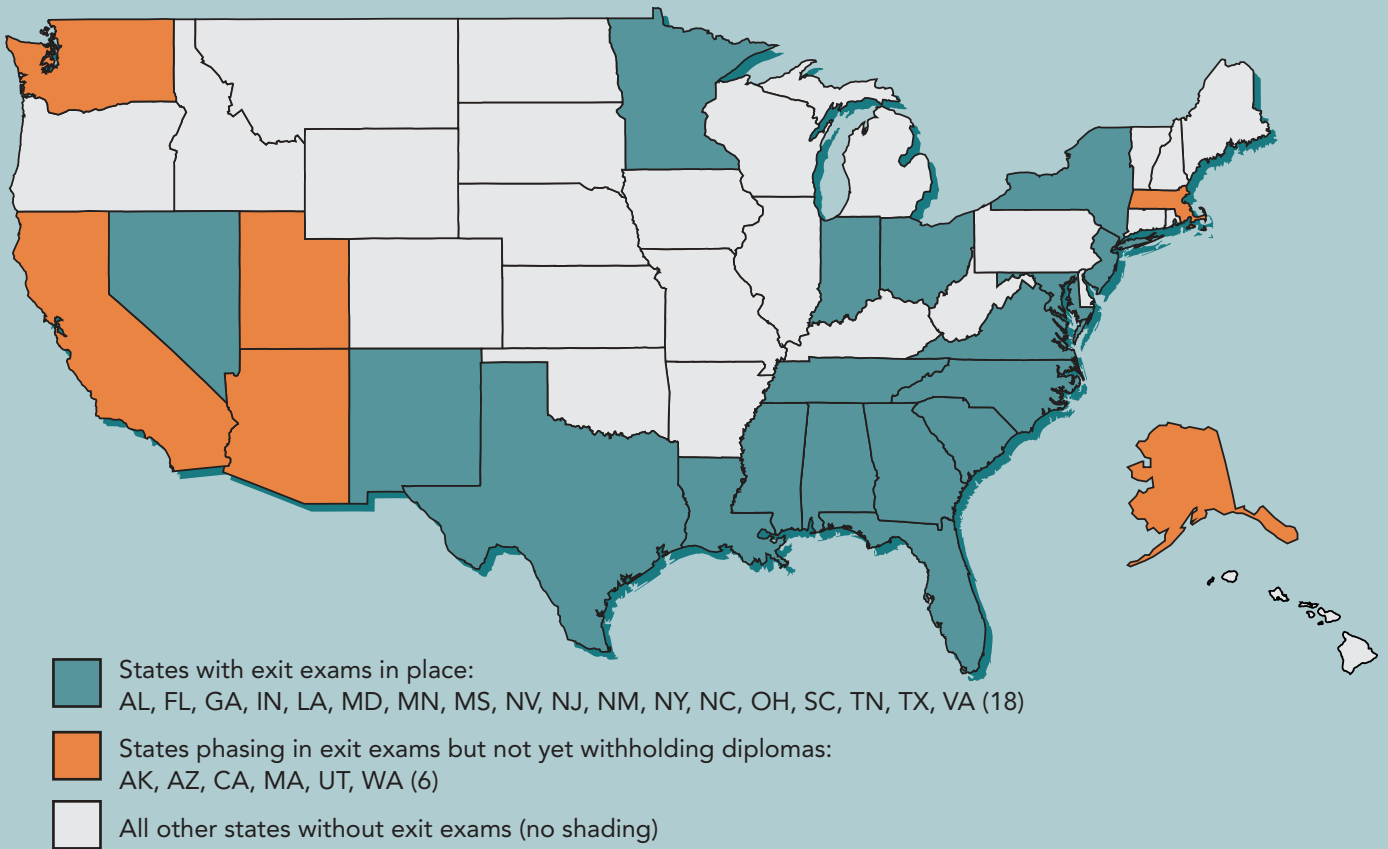 States with exit exams in place:
AL, FL, GA, IN, LA, MD, MN, MS, NV, NJ, NM, NY, NC, OH, SC, TN, TX, VA (18)
States phasing in exit exams but not yet withholding diplomas:
AK, AZ, CA, MA, UT, WA (6)
All other states without exit exams (no shading)